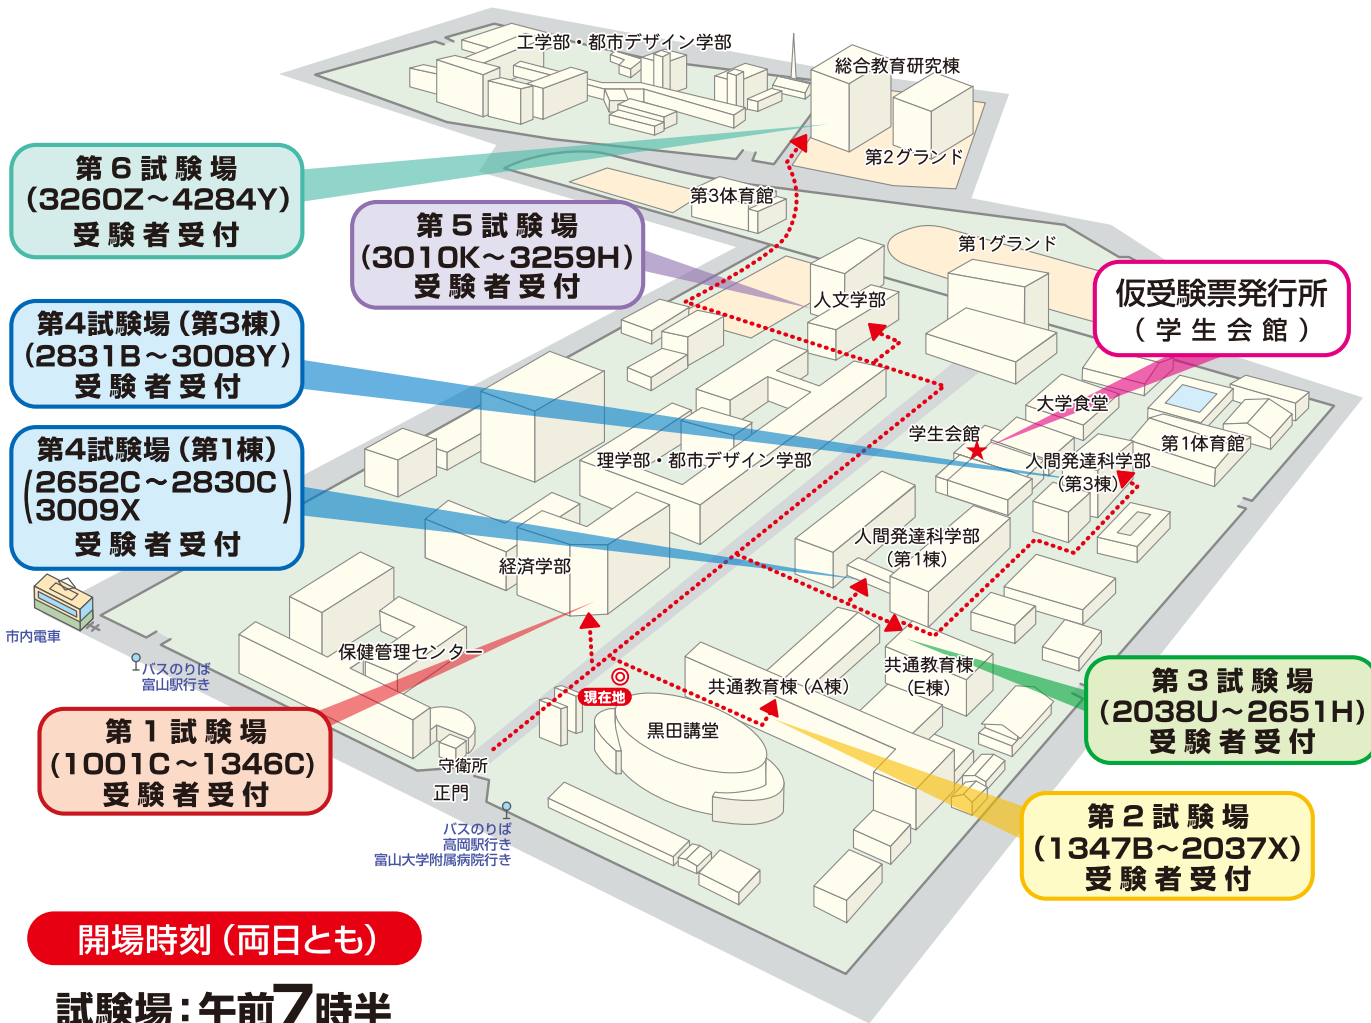 工学部・都市デザイン学部
総合教育研究棟
第2グランド
第6試験場
(3260Z～4284Y)
受験者受付
第3体育館
第5試験場
(3010K～3259H)
受験者受付
第1グランド
人文学部
仮受験票発行所
(学生会館)
第4試験場(第3棟)
(2831B～3008Y)
受験者受付
大学食堂
学生会館
第1体育館
人間発達科学部
(第3棟)
第4試験場(第1棟)
(2652C～2830C
3009X)
受験者受付
理学部・都市デザイン学部
人間発達科学部
(第1棟)
経済学部
市内電車
バスのりば
富山駅行き
保健管理センター
現在地
共通教育棟(A棟)
共通教育棟
(E棟)
第3試験場
(2038U～2651H)
受験者受付
第1試験場
(1001C～1346C)
受験者受付
黒田講堂
守衛所
正門
バスのりば
高岡駅行き
富山大学附属病院行き
第2試験場
(1347B～2037X)
受験者受付
開場時刻(両日とも)
試験場:午前7時半